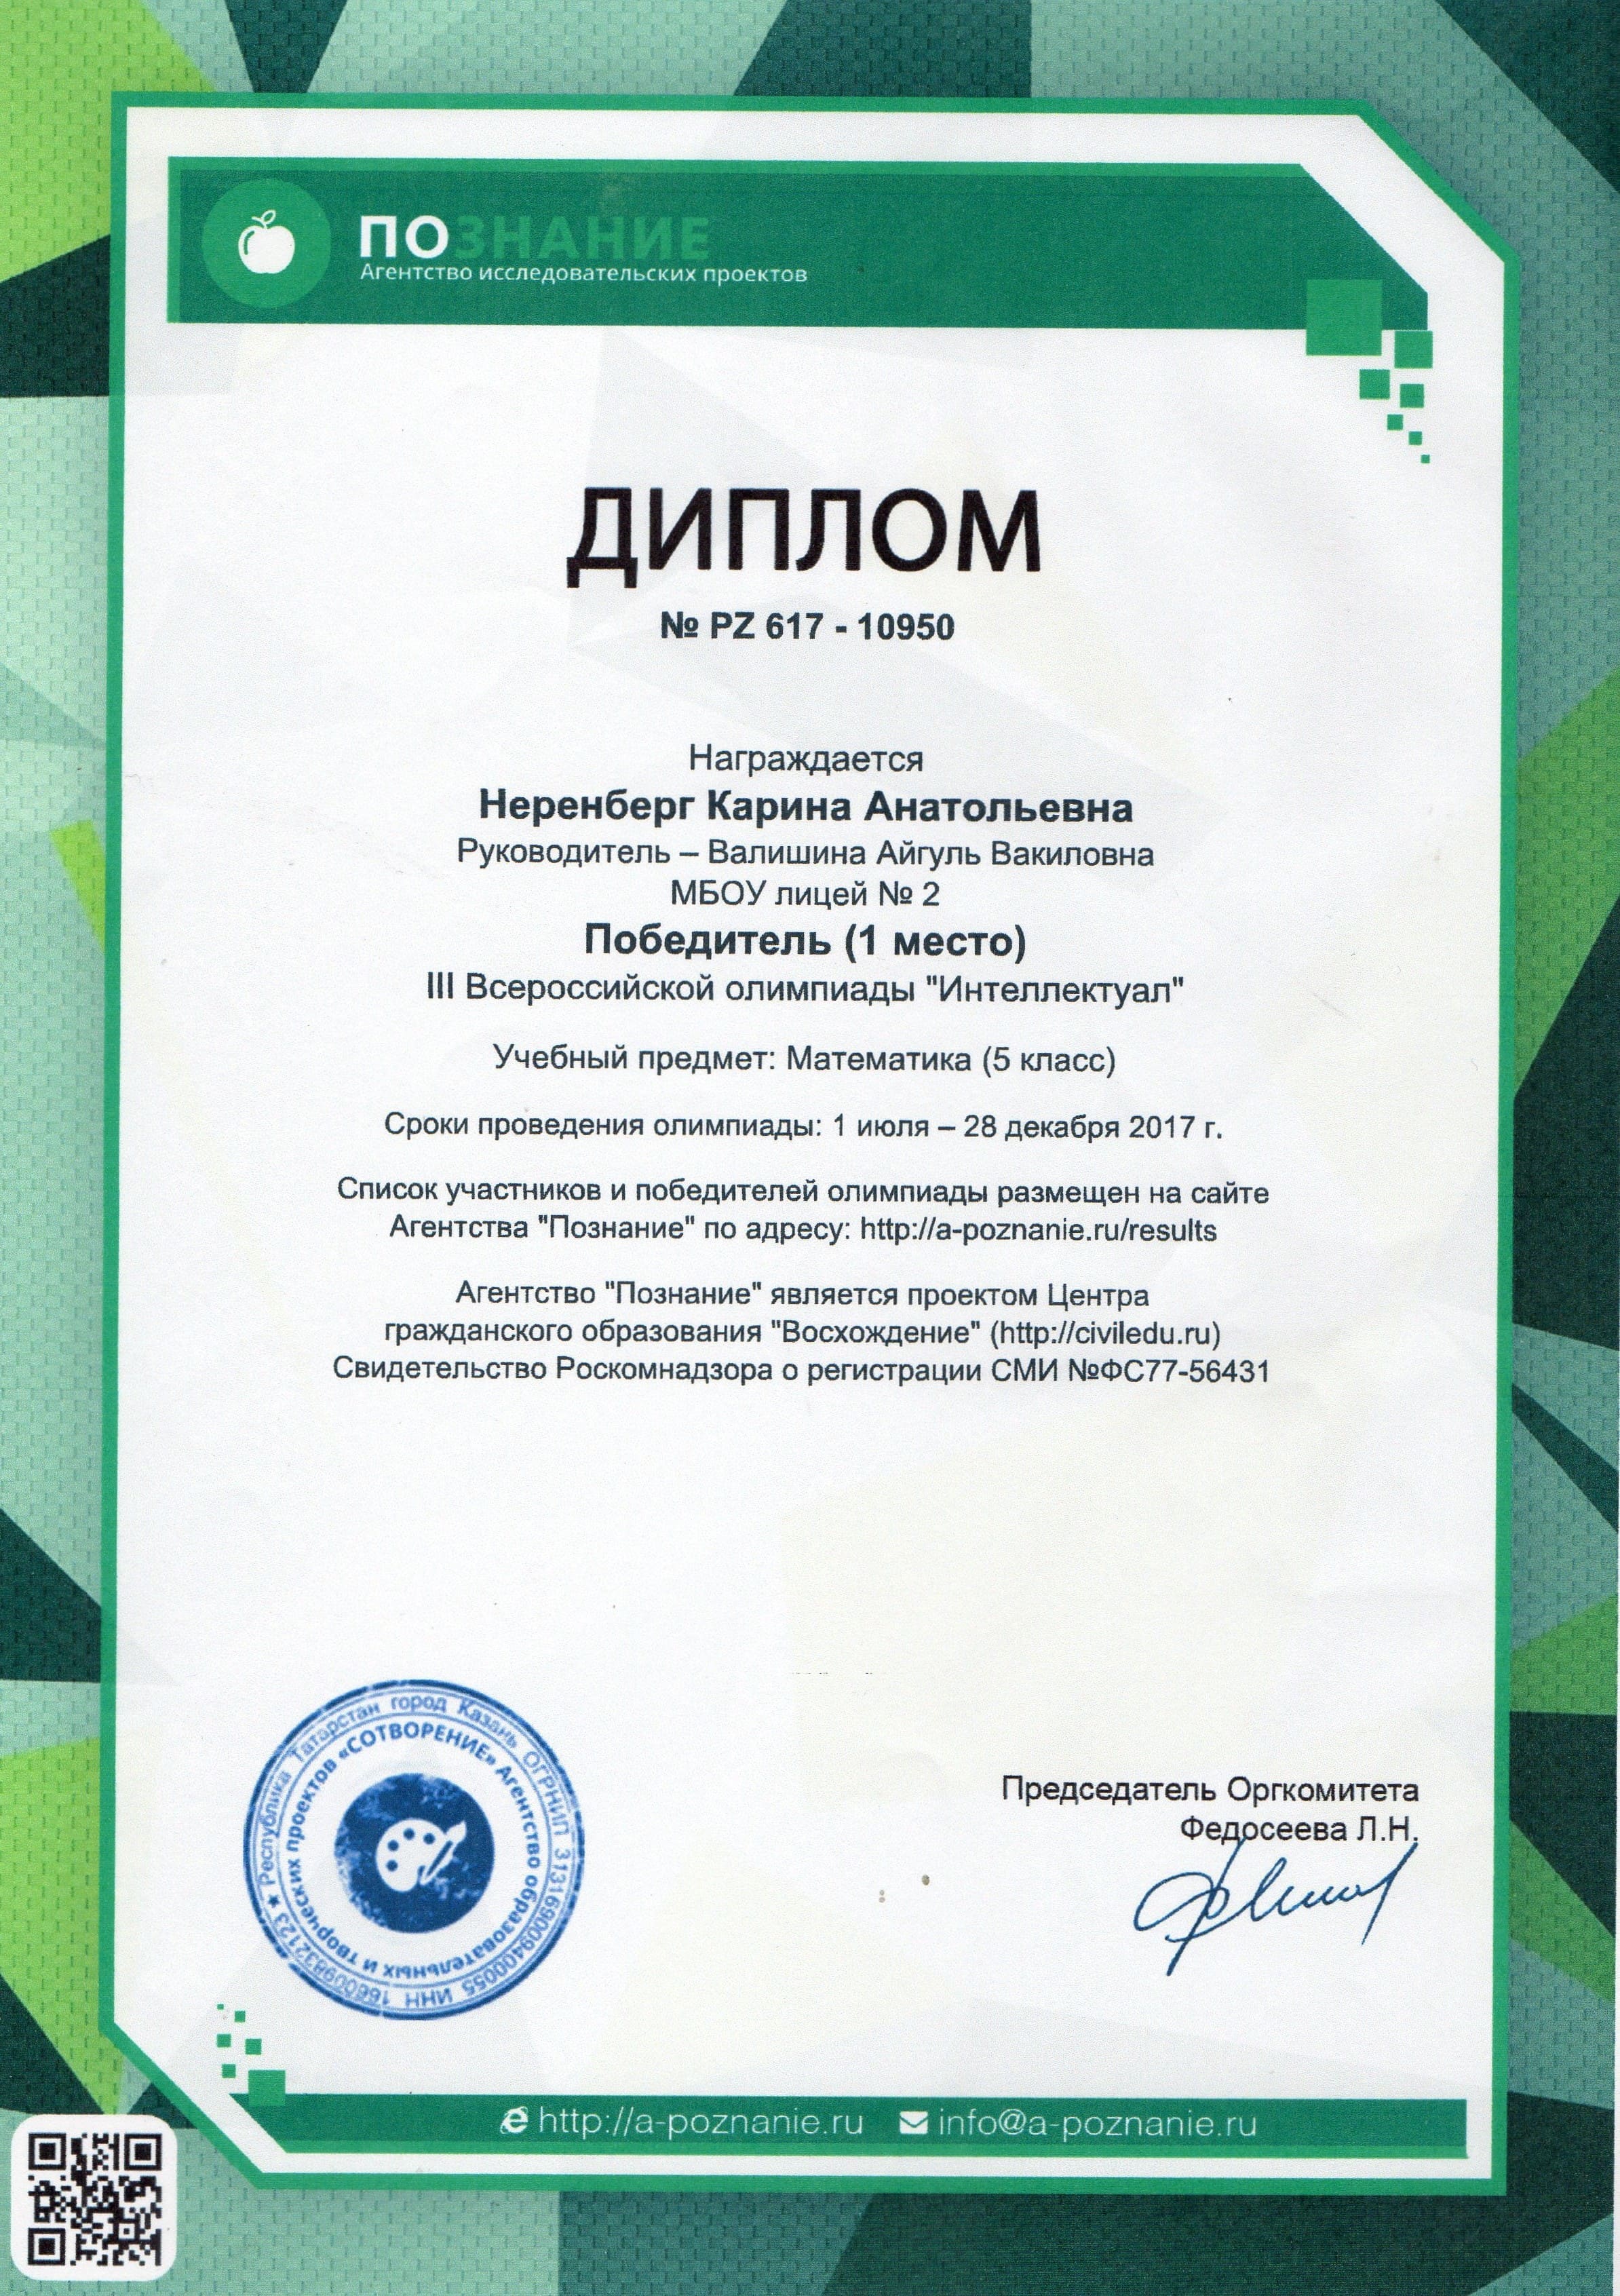 ПОЗНАНИЕ
Агентство исследовательских проектов
ДИПЛОМ
№ PZ 617 - 10950
Награждается
Неренберг Карина Анатольевна
Руководитель – Валишина Айгуль Вакиловна
МБОУ лицей № 2
Победитель (1 место)
III Всероссийской олимпиады "Интеллектуал"
Учебный предмет: Математика (5 класс)
Сроки проведения олимпиады: 1 июля – 28 декабря 2017 г.
Список участников и победителей олимпиады размещен на сайте
Агентства "Познание" по адресу: http://a-poznanie.ru/results
Агентство "Познание" является проектом Центра
гражданского образования "Восхождение" (http://civiledu.ru)
Свидетельство Роскомнадзора о регистрации СМИ №ФС77-56431
★ Республика Татарстан город Казань ОГРНИП 313169009400055 ИНН 166009832123
«СОТВОРЕНИЕ» Агентство образовательных и творческих проектов
Председатель Оргкомитета
Федосеева Л.Н.
http://a-poznanie.ru info@a-poznanie.ru